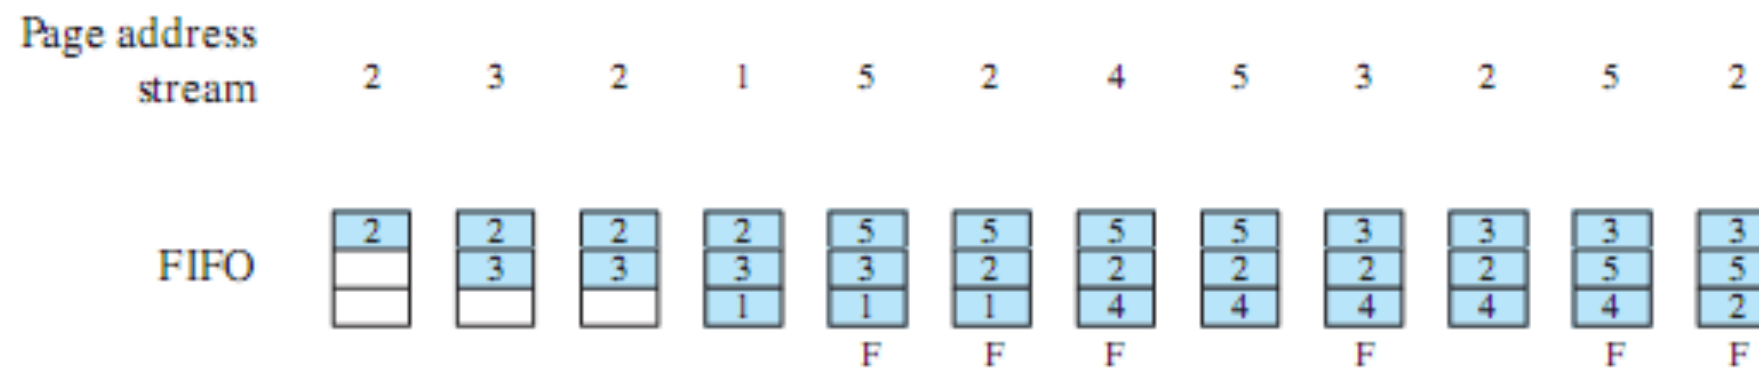 Page address
stream 2 3 2 1 5 2 4 5 3 2 5 2
FIFO
2 2 2 2 5 5 5 5 3 3 3 3
3 3 3 3 2 2 2 2 2 5 5
1 1 1 4 4 4 4 4 2
F F F F F F